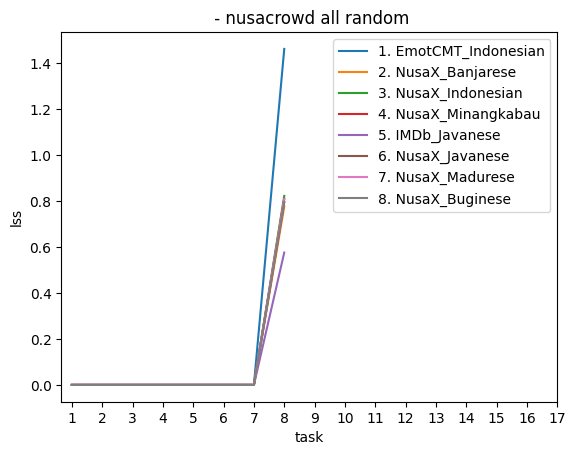 - nusacrowd all random
1. EmotCMT_Indonesian
2. NusaX_Banjarese
3. NusaX_Indonesian
4. NusaX_Minangkabau
5. IMDb_Javanese
6. NusaX_Javanese
7. NusaX_Madurese
8. NusaX_Buginese
lss
1.4
1.2
1.0
0.8
0.6
0.4
0.2
0.0
1 2 3 4 5 6 7 8 9 10 11 12 13 14 15 16 17
task